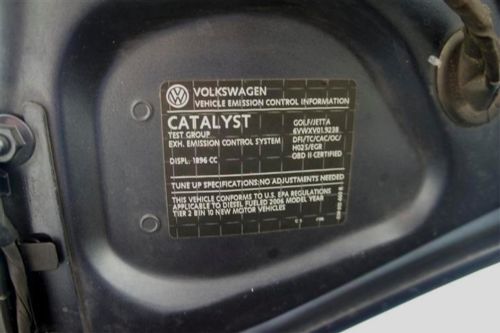 VOLKSWAGEN
VEHICLE EMISSION CONTROL INFORMATION
CATALYST GOLF/JETTA
TEST GROUP 6VWXV01.9238
EXH. EMISSION CONTROL SYSTEM DFI/TC/CAC/OC/
HO2S/EGR
DISPL. 1896 CC OBD II CERTIFIED
TUNE UP SPECIFICATIONS:NO ADJUSTMENTS NEEDED
THIS VEHICLE CONFORMS TO U.S. EPA REGULATIONS
APPLICABLE TO DIESEL FUELED 2006 MODEL YEAR
TIER 2 BIN 10 NEW MOTOR VEHICLES